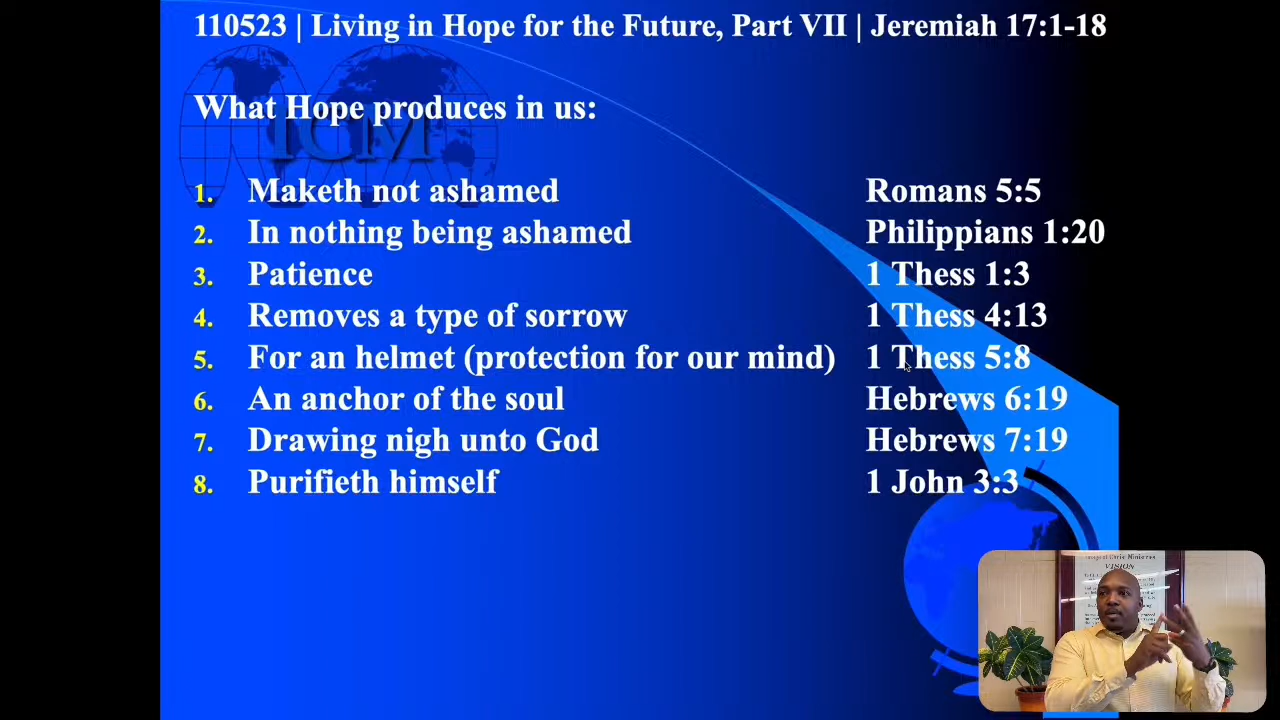 110523 | Living in Hope for the Future, Part VII | Jeremiah 17:1-18
ICM
What Hope produces in us:
1. Maketh not ashamed Romans 5:5
2. In nothing being ashamed Philippians 1:20
3. Patience 1 Thess 1:3
4. Removes a type of sorrow 1 Thess 4:13
5. For an helmet (protection for our mind) 1 Thess 5:8
6. An anchor of the soul Hebrews 6:19
7. Drawing nigh unto God Hebrews 7:19
8. Purifieth himself 1 John 3:3
Ministries
VISION